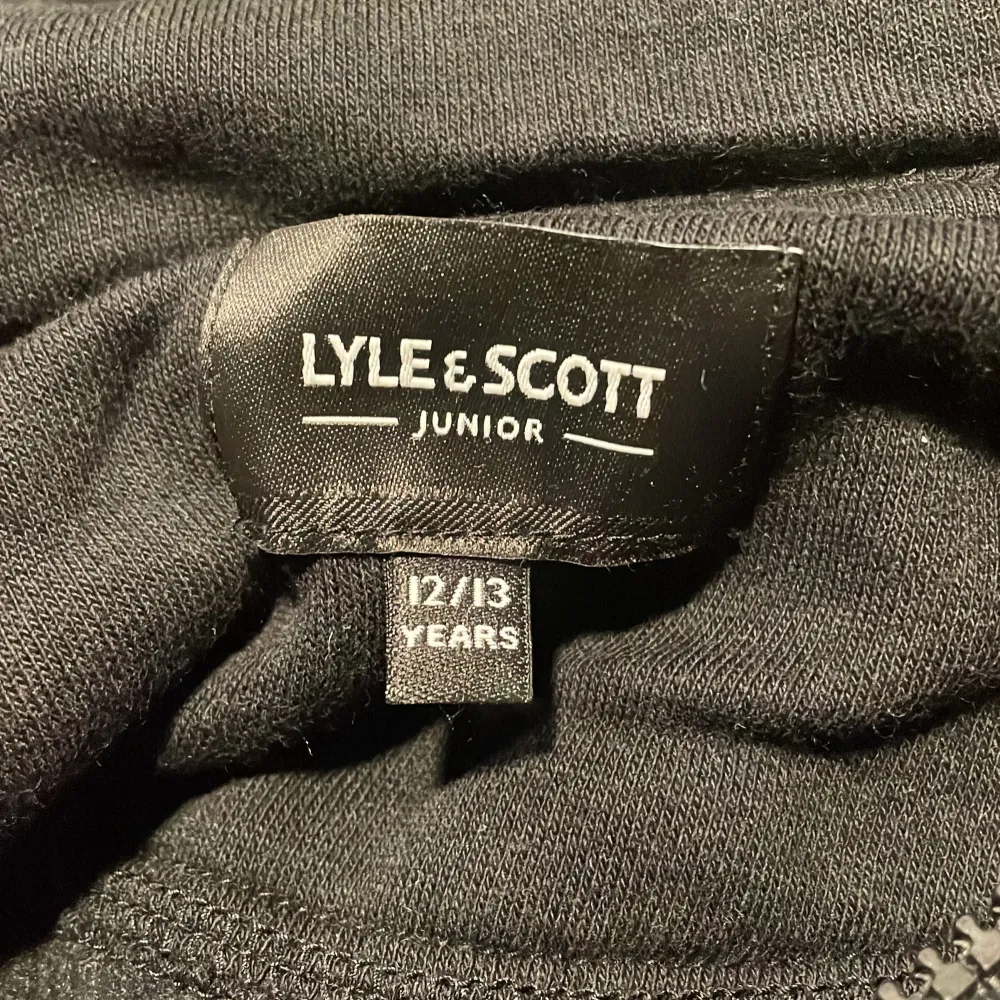 LYLE & SCOTT
JUNIOR
12/13
YEARS